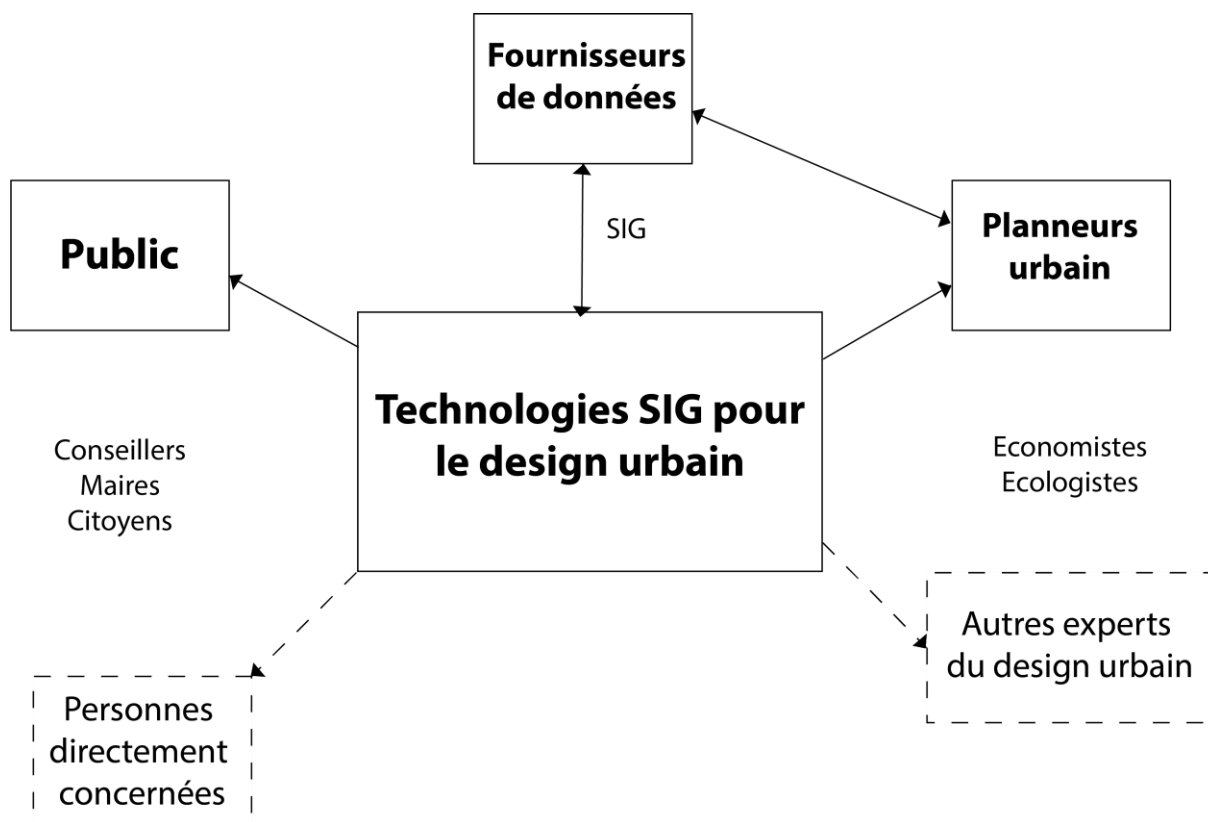 Fournisseurs
de données
SIG
Public
Planneurs
urbain
Technologies SIG pour
le design urbain
Conseillers
Maires
Citoyens
Economistes
Ecologistes
Personnes
directement
concernées
Autres experts
du design urbain